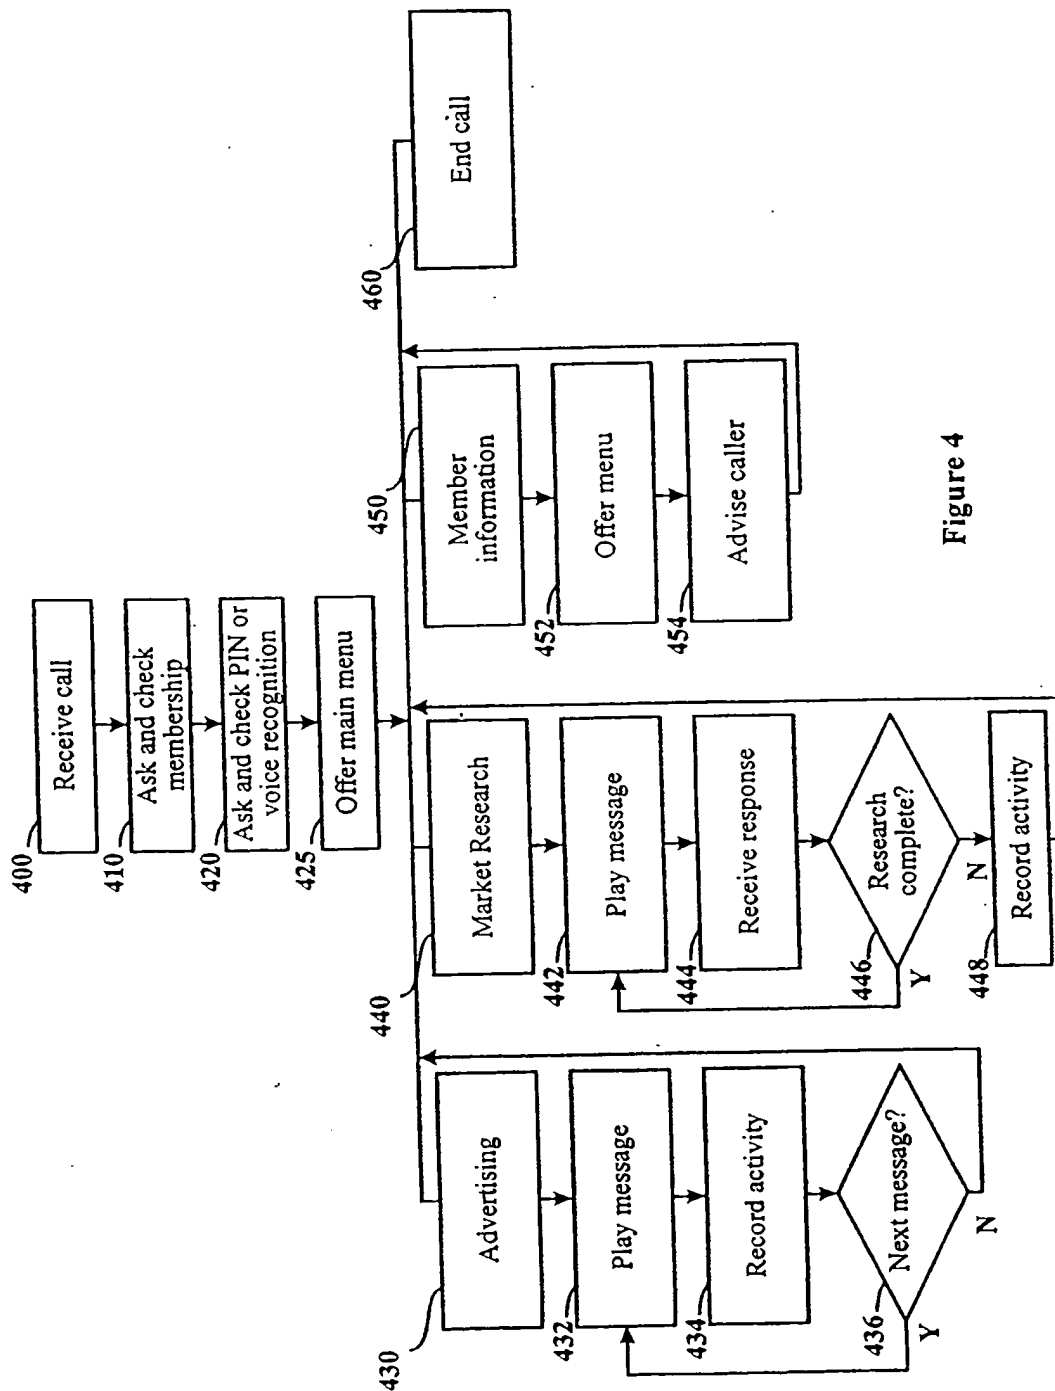 400
Receive call
410
Ask and check
membership
420
Ask and check PIN or
voice recognition
425
Offer main menu
430
Advertising
432
Play message
434
Record activity
436
Next message?
Y
N
440
Market Research
442
Play message
444
Receive response
446
Research
complete?
Y
N
448
Record activity
450
Member
information
452
Offer menu
454
Advise caller
460
End call
Figure 4